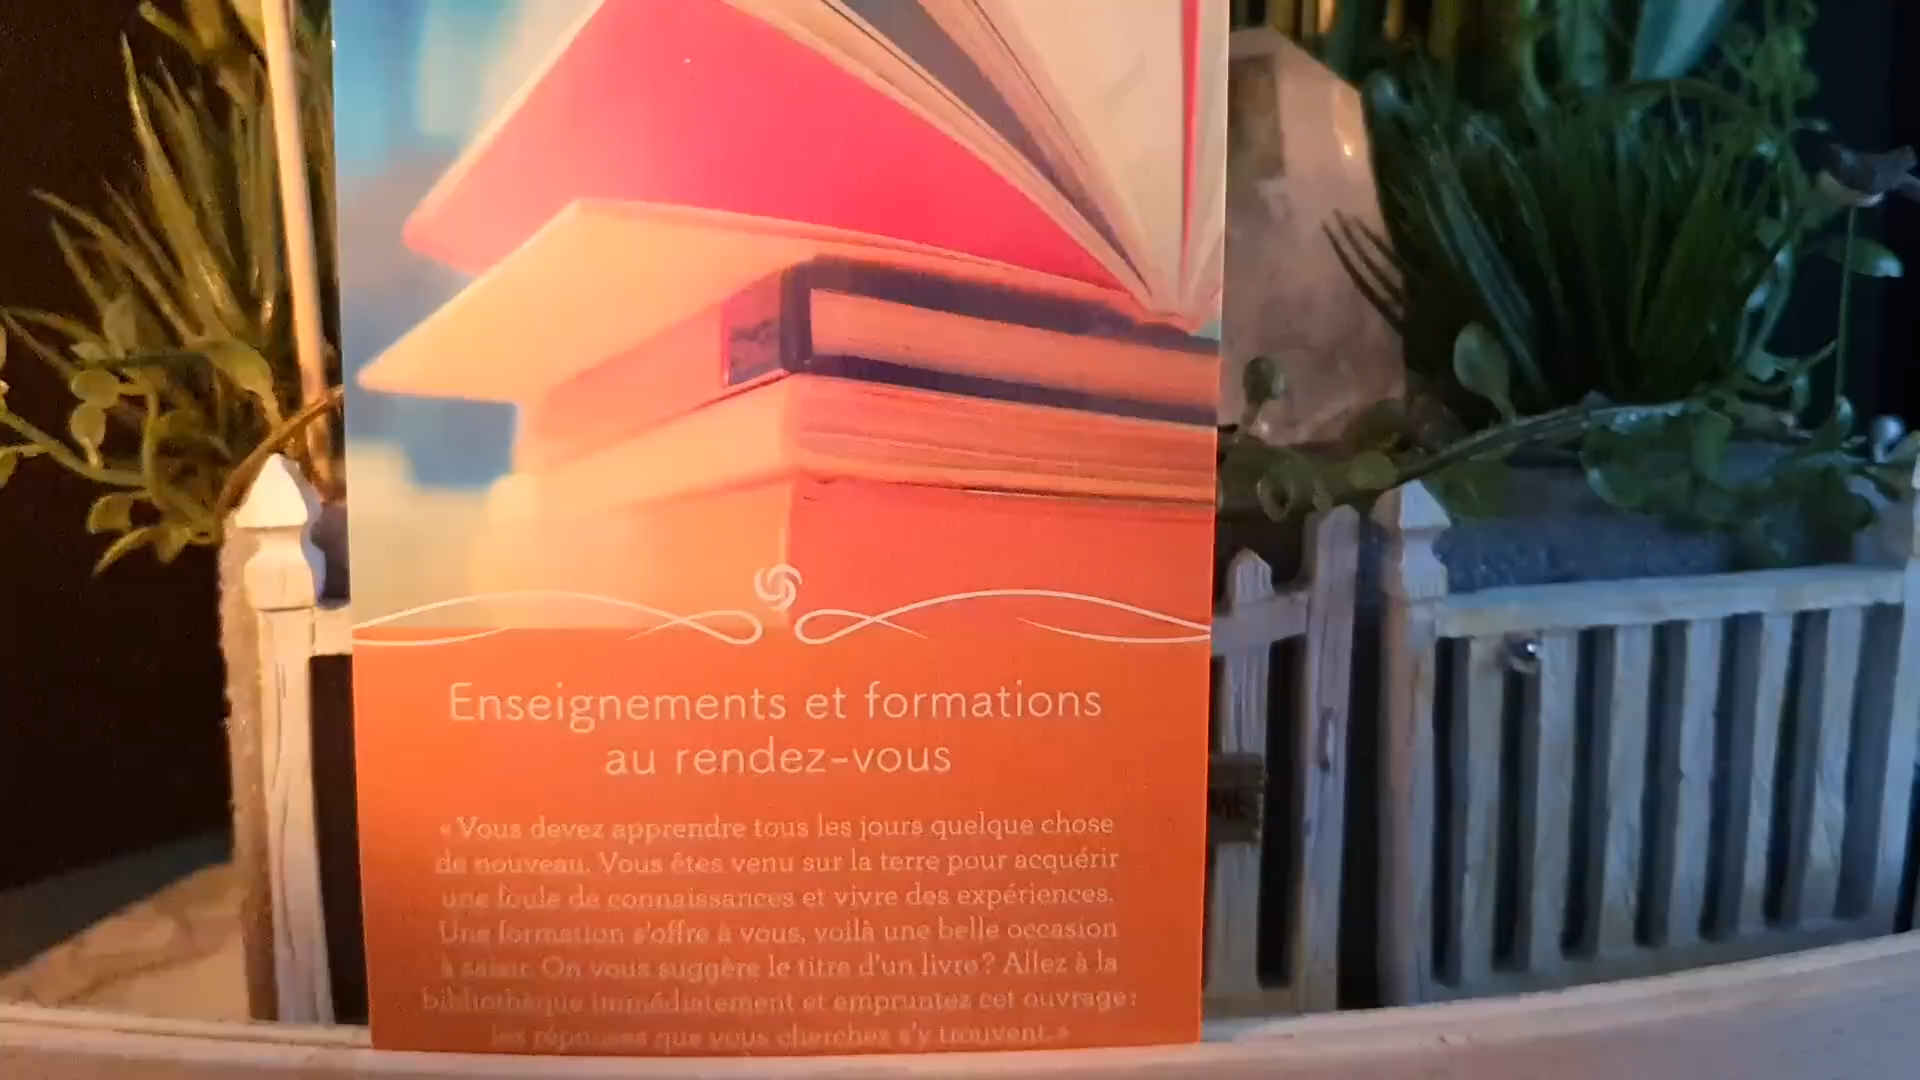 Enseignements et formations
au rendez-vous
« Vous devez apprendre tous les jours quelque chose
de nouveau. Vous êtes venu sur la terre pour acquérir
une foule de connaissances et vivre des expériences.
Une formation s'offre à vous, voilà une belle occasion
à saisir. On vous suggère le titre d'un livre? Allez à la
bibliothèque immédiatement et empruntez cet ouvrage:
les réponses que vous cherchez s'y trouvent. »